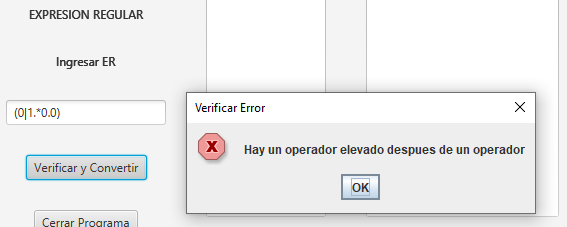 EXPRESION REGULAR
Ingresar ER
(0|1.*0.0)
Verificar y Convertir
Cerrar Programa
Verificar Error
Hay un operador elevado despues de un operador
OK